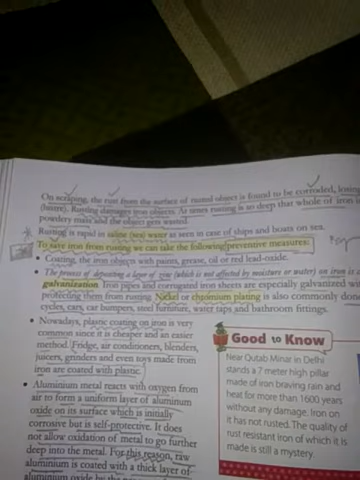 On scraping, the rust from the surface of rusted object is found to be corroded, losing
(lustre). Rusting damages iron objects. At times rusting is so deep that whole of iron
powdery mass and the object gets wasted.
Rusting is rapid in saline (sea) water as seen in case of ships and boats on sea.
To save iron from rusting we can take the following preventive measures:
• Coating, the iron objects with paints, grease, oil or red lead-oxide.
• The process of depositing a layer of zinc (which is not affected by moisture or water) on iron is
galvanization. Iron pipes and corrugated iron sheets are especially galvanized
protecting them from rusting. Nickel or chromium plating is also commonly
cycles, cars, car bumpers, steel furniture, water taps and bathroom fittings.
• Nowadays, plastic coating on iron is very
common since it is cheaper and an easier
method. Fridge, air conditioners, blenders,
juicers, grinders and even toys made from
iron are coated with plastic.
• Aluminium metal reacts with oxygen from
air to form a uniform layer of aluminium
oxide on its surface which is initially
corrosive but is self-protective. It does
not allow oxidation of metal to go further
deep into the metal. For this reason, raw
aluminium is coated with a thick layer of
aluminium oxide by the
Good to Know
Near Qutab Minar in Delhi
stands a 7 meter high pillar
made of iron braving rain and
heat for more than 1600 years
without any damage. Iron on
it has not rusted. The quality of
rust resistant iron of which it is
made is still a mystery.